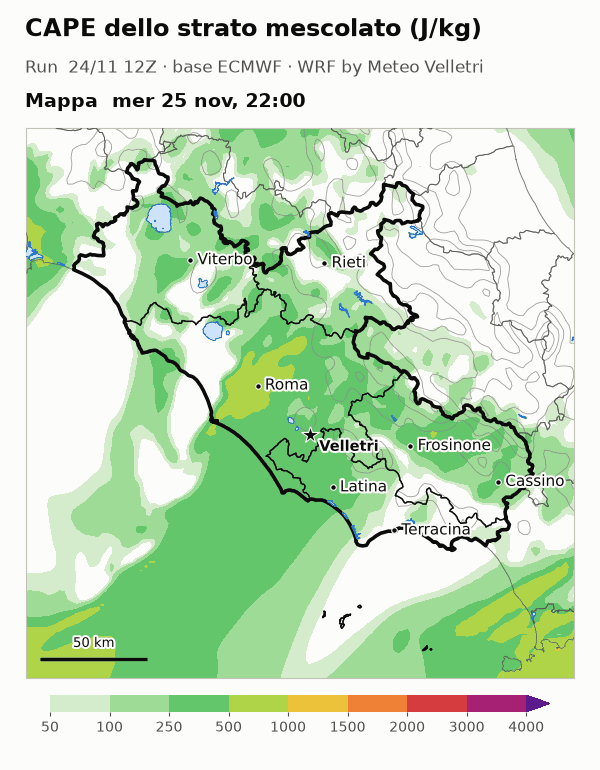 CAPE dello strato mescolato (J/kg)
Run  24/11 12Z · base ECMWF · WRF by Meteo Velletri
Mappa  mer 25 nov, 22:00
Viterbo
Rieti
Roma
Velletri
Frosinone
Cassino
Latina
Terracina
50 km
50 100 250 500 1000 1500 2000 3000 4000